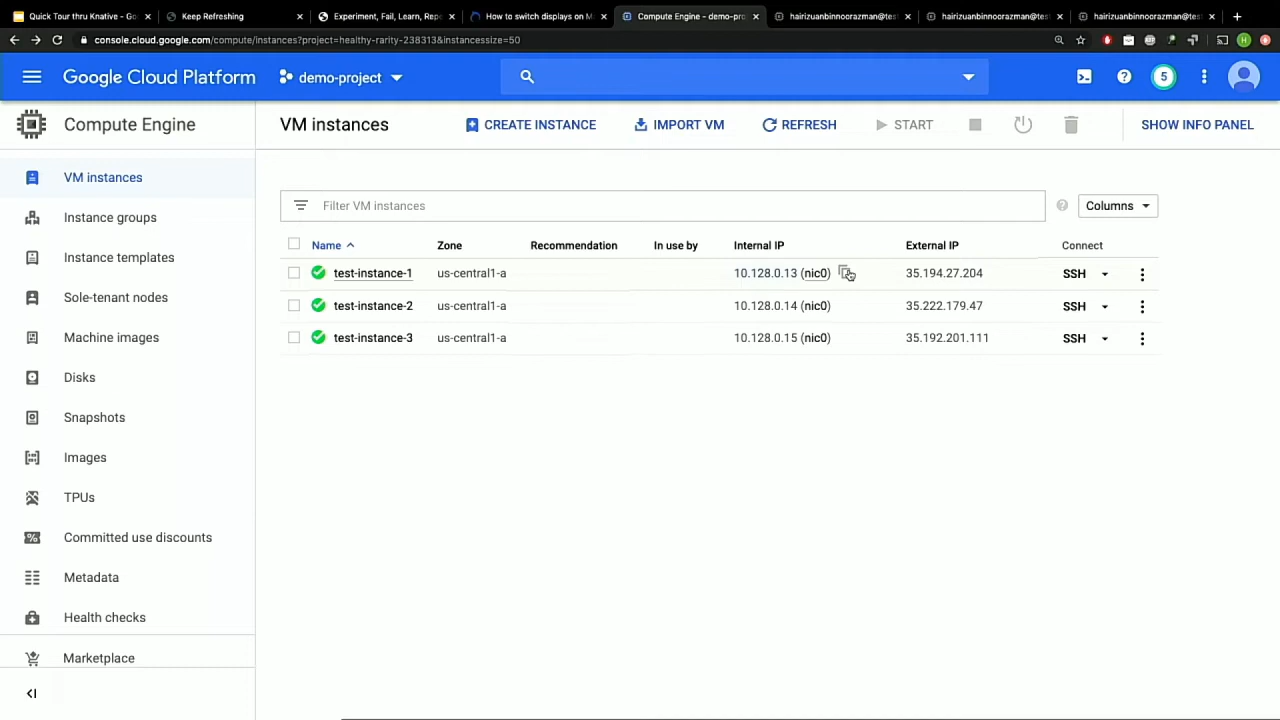 Quick Tour thru Knative - Go
Keep Refreshing
Experiment, Fail, Learn, Repe
How to switch displays on M
Compute Engine - demo-pro
hairizuanbinnoorazman@test
hairizuanbinnoorazman@test
hairizuanbinnoorazman@test
console.cloud.google.com/compute/instances?project=healthy-rarity-238313&instancessize=50
H
Google Cloud Platform
demo-project
5
Compute Engine
VM instances
CREATE INSTANCE
IMPORT VM
REFRESH
START
SHOW INFO PANEL
VM instances
Instance groups
Instance templates
Sole-tenant nodes
Machine images
Disks
Snapshots
Images
TPUs
Committed use discounts
Metadata
Health checks
Marketplace
Filter VM instances
Columns
Name Zone Recommendation In use by Internal IP External IP Connect
test-instance-1 us-central1-a 10.128.0.13 (nic0) 35.194.27.204 SSH
test-instance-2 us-central1-a 10.128.0.14 (nic0) 35.222.179.47 SSH
test-instance-3 us-central1-a 10.128.0.15 (nic0) 35.192.201.111 SSH